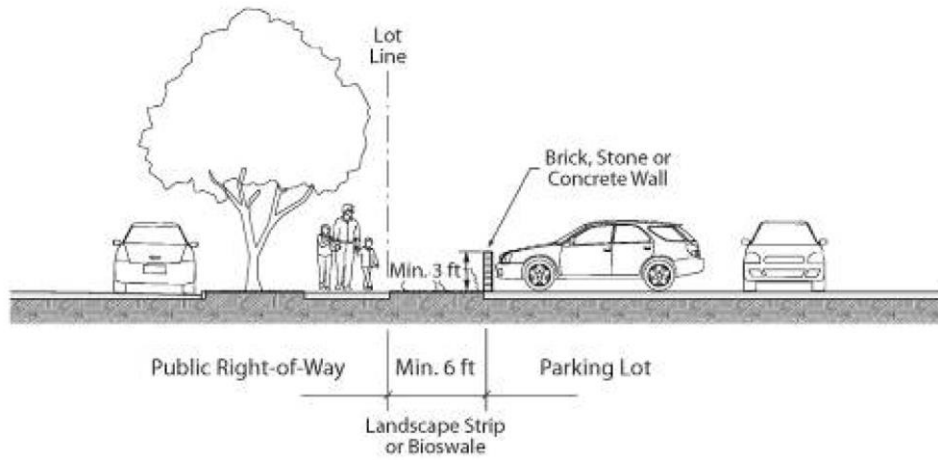 Lot
Line
Brick, Stone or
Concrete Wall
Min. 3 ft
Public Right-of-Way
Min. 6 ft
Parking Lot
Landscape Strip
or Bioswale